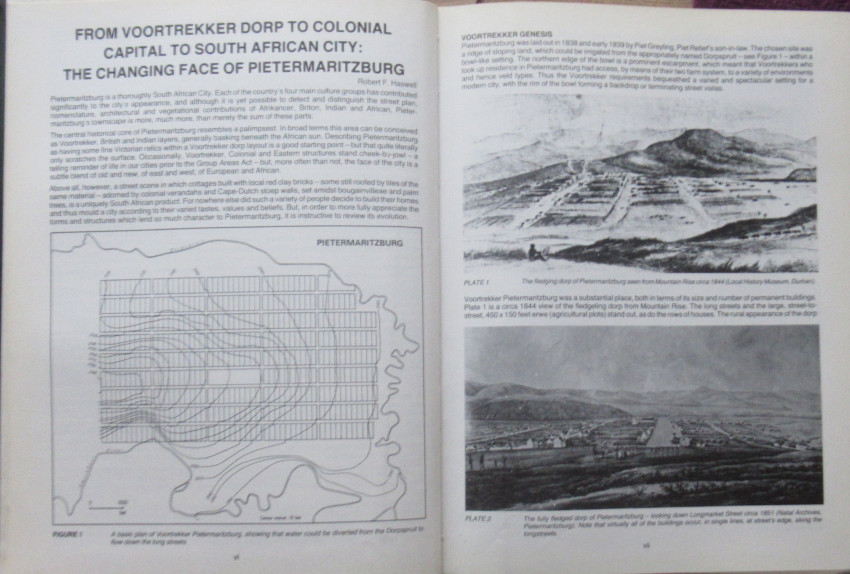 FROM VOORTREKKER DORP TO COLONIAL
CAPITAL TO SOUTH AFRICAN CITY:
THE CHANGING FACE OF PIETERMARITZBURG
Robert F. Haswell
Pietermaritzburg is a thoroughly South African City. Each of the country's four main culture groups has contributed
significantly to the city's appearance, and although it is yet possible to detect and distinguish the street plan,
nomenclature, architectural and vegetational contributions of Afrikaner, Briton, Indian and African, Pieter-
maritzburg's townscape is more, much more, than merely the sum of these parts.
The central historical core of Pietermaritzburg resembles a palimpsest. In broad terms this area can be conceived
as Voortrekker, British and Indian layers, generally basking beneath the African sun. Describing Pietermaritzburg
as having some fine Victorian relics within a Voortrekker dorp layout is a good starting point – but that quite literally
only scratches the surface. Occasionally, Voortrekker, Colonial and Eastern structures stand cheek-by-jowl – a
telling reminder of life in our cities prior to the Group Areas Act – but, more often than not, the face of the city is a
subtle blend of old and new, of east and west, of European and African.
Above all, however, a street scene in which cottages built with local red clay bricks – some still roofed by tiles of the
same material – adorned by colonial verandahs and Cape-Dutch stoep walls, set amidst bougainvilleae and palm
trees, is a uniquely South African product. For nowhere else did such a variety of people decide to build their homes
and thus mould a city according to their varied tastes, values and beliefs. But, in order to more fully appreciate the
forms and structures which lend so much character to Pietermaritzburg, it is instructive to review its evolution.
PIETERMARITZBURG
FIGURE 1 A basic plan of Voortrekker Pietermaritzburg, showing that water could be diverted from the Dorpspruit to
flow down the long streets.
vi
VOORTREKKER GENESIS
Pietermaritzburg was laid out in 1838 and early 1839 by Piet Greyling, Piet Retief's son-in-law. The chosen site was
a ridge of sloping land, which could be irrigated from the appropriately named Dorpspruit – see Figure 1 – within a
bowl-like setting. The northern edge of the bowl is a prominent escarpment, which meant that Voortrekkers who
took up residence in Pietermaritzburg had access, by means of their two farm system, to a variety of environments
and hence veld types. Thus the Voortrekker requirements bequeathed a varied and spectacular setting for a
modern city, with the rim of the bowl forming a backdrop or terminating street vistas.
PLATE 1 The fledging dorp of Pietermaritzburg seen from Mountain Rise circa 1844 (Local History Museum, Durban).
Voortrekker Pietermaritzburg was a substantial place, both in terms of its size and number of permanent buildings.
Plate 1 is a circa 1844 view of the fledgeling dorp from Mountain Rise. The long streets and the large, street-to-
street, 450 x 150 feet erwe (agricultural plots) stand out, as do the rows of houses. The rural appearance of the dorp
PLATE 2 The fully fledged dorp of Pietermaritzburg – looking down Longmarket Street circa 1851 (Natal Archives,
Pietermaritzburg). Note that virtually all of the buildings occur, in single lines, at street's edge, along the
longstreets.
vii